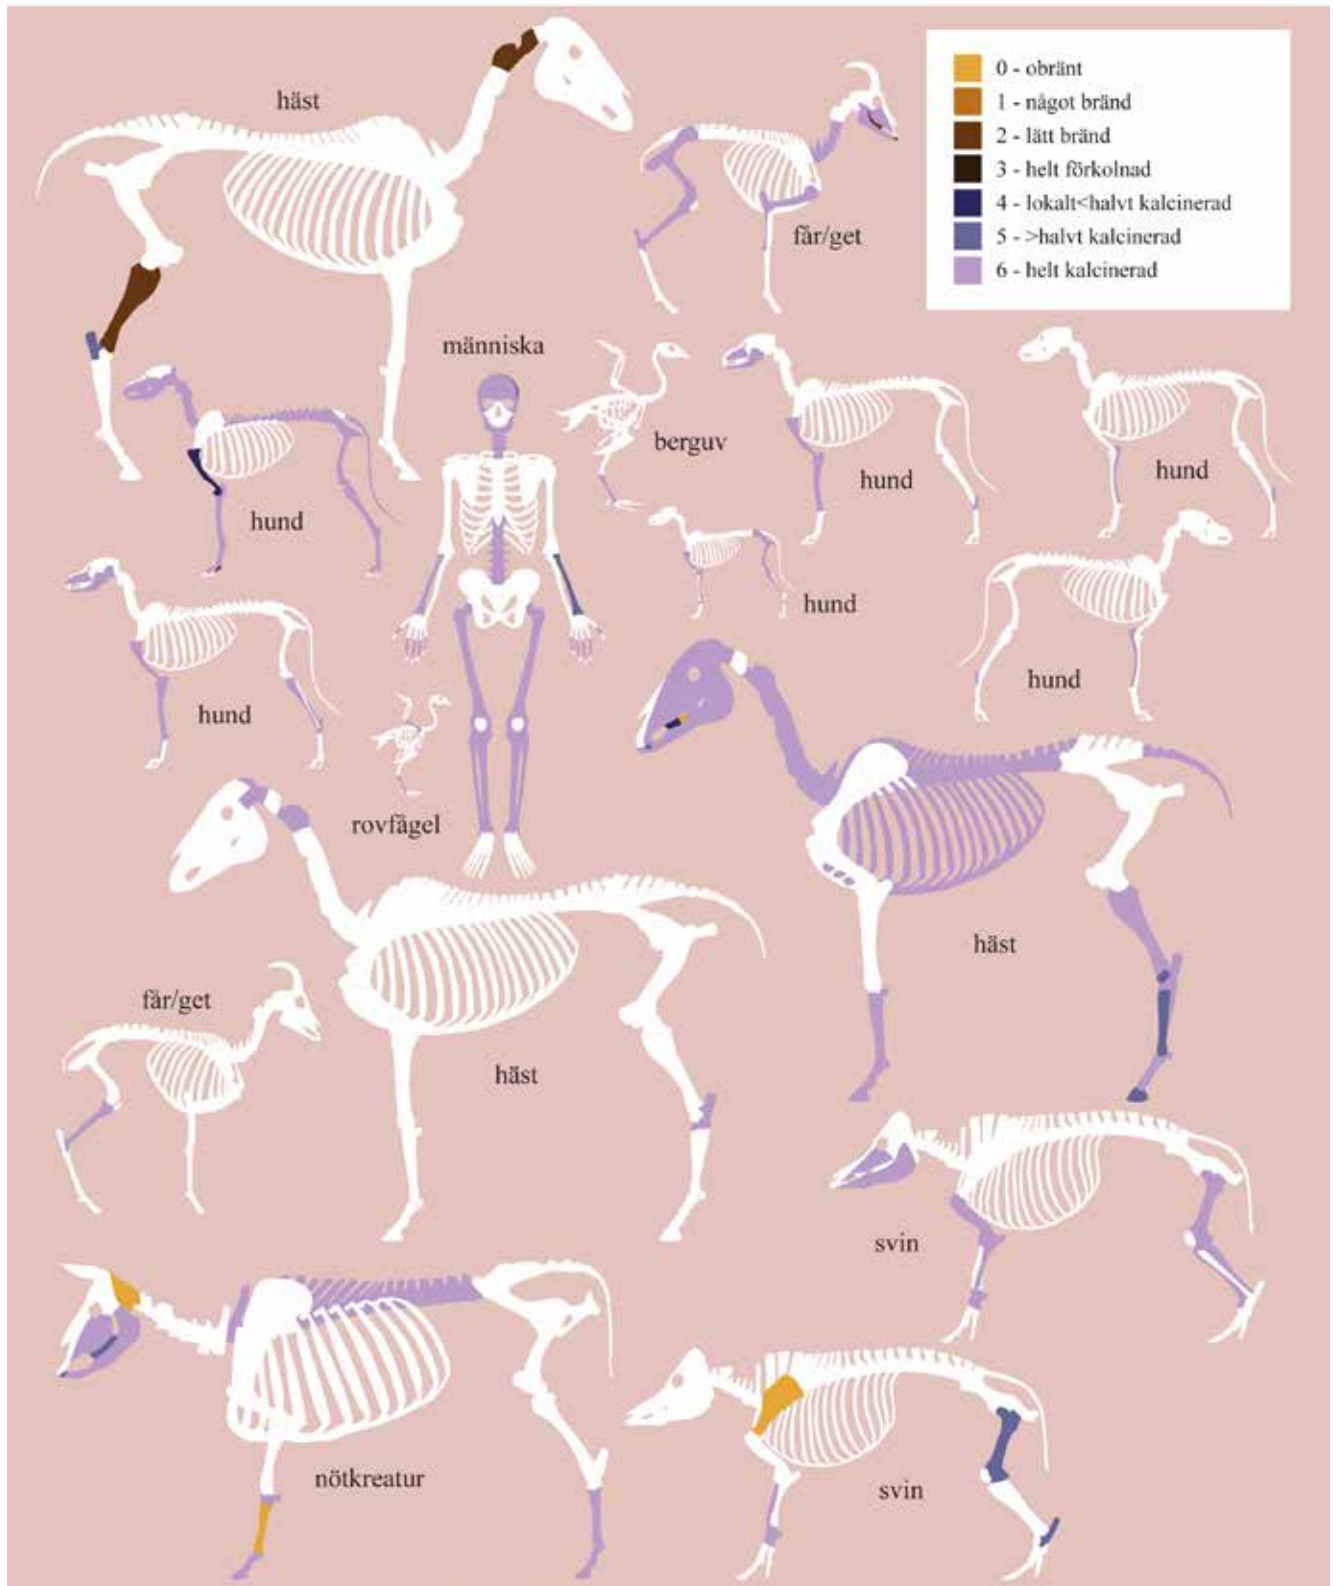 häst
0 - obränt
1 - något bränd
2 - lätt bränd
3 - helt förkolnad
4 - lokalt<halvt kalcinerad
5 - >halvt kalcinerad
6 - helt kalcinerad
får/get
människa
berguv
hund
hund
hund
hund
hund
hund
rovfågel
häst
får/get
häst
svin
nötkreatur
svin